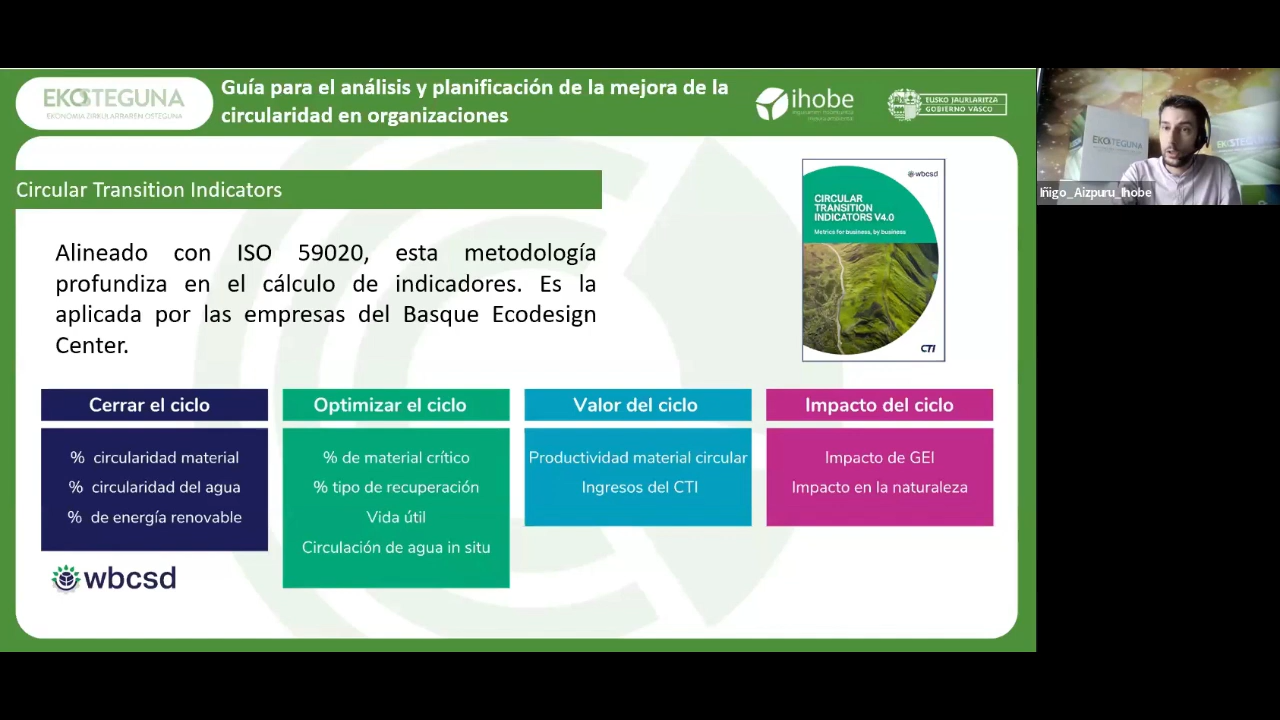 EKOSTEGUNA
EKONOMIA ZIRKULARRAREN OSTEGUNA
Guía para el análisis y planificación de la mejora de la
circularidad en organizaciones
ihobe
EUSKO JAURLARITZA
GOBIERNO VASCO
EKOSTEGUNA
Iñigo_Aizpuru_Ihobe
Circular Transition Indicators
wbcsd
CIRCULAR
TRANSITION
INDICATORS V4.0
Metrics for business, by business
CTI
Alineado con ISO 59020, esta metodología
profundiza en el cálculo de indicadores. Es la
aplicada por las empresas del Basque Ecodesign
Center.
Cerrar el ciclo
% circularidad material
% circularidad del agua
% de energía renovable
Optimizar el ciclo
% de material crítico
% tipo de recuperación
Vida útil
Circulación de agua in situ
Valor del ciclo
Productividad material circular
Ingresos del CTI
Impacto del ciclo
Impacto de GEI
Impacto en la naturaleza
wbcsd